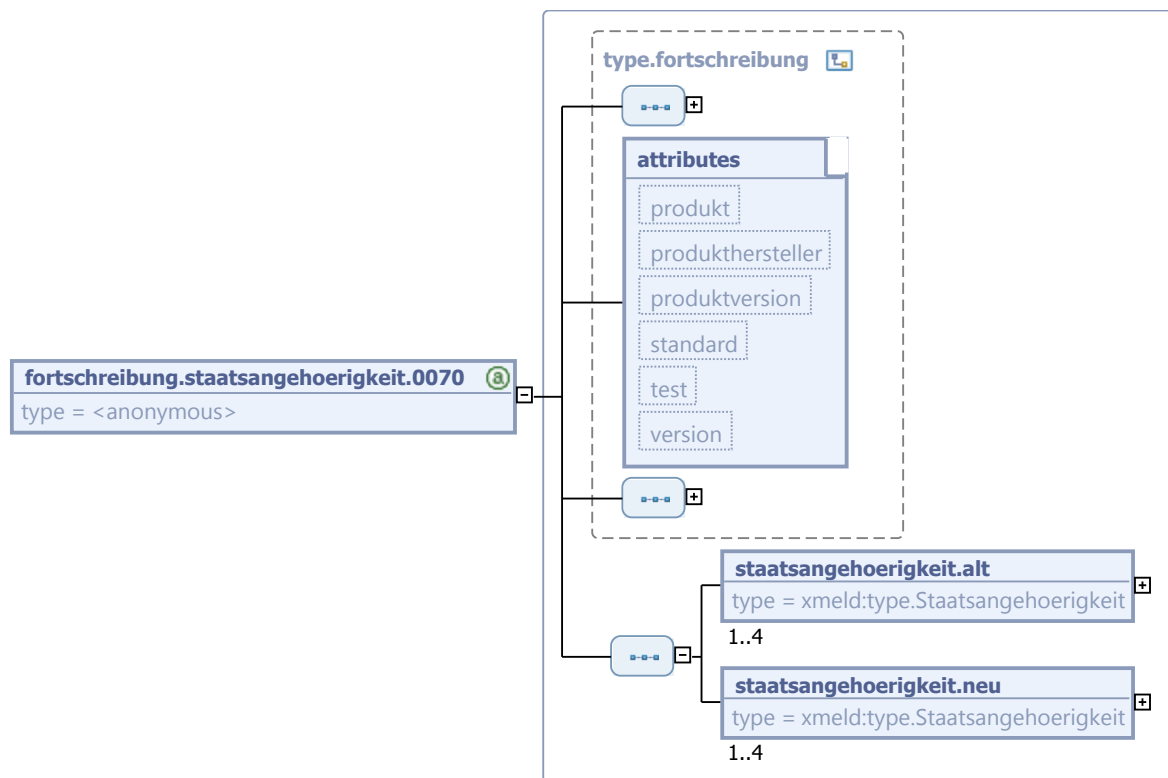 type.fortschreibung
attributes
produkt
produkthersteller
produktversion
standard
test
version
fortschreibung.staatsangehoerigkeit.0070 a
type = <anonymous>
staatsangehoerigkeit.alt
type = xmeld:type.Staatsangehoerigkeit
1..4
staatsangehoerigkeit.neu
type = xmeld:type.Staatsangehoerigkeit
1..4